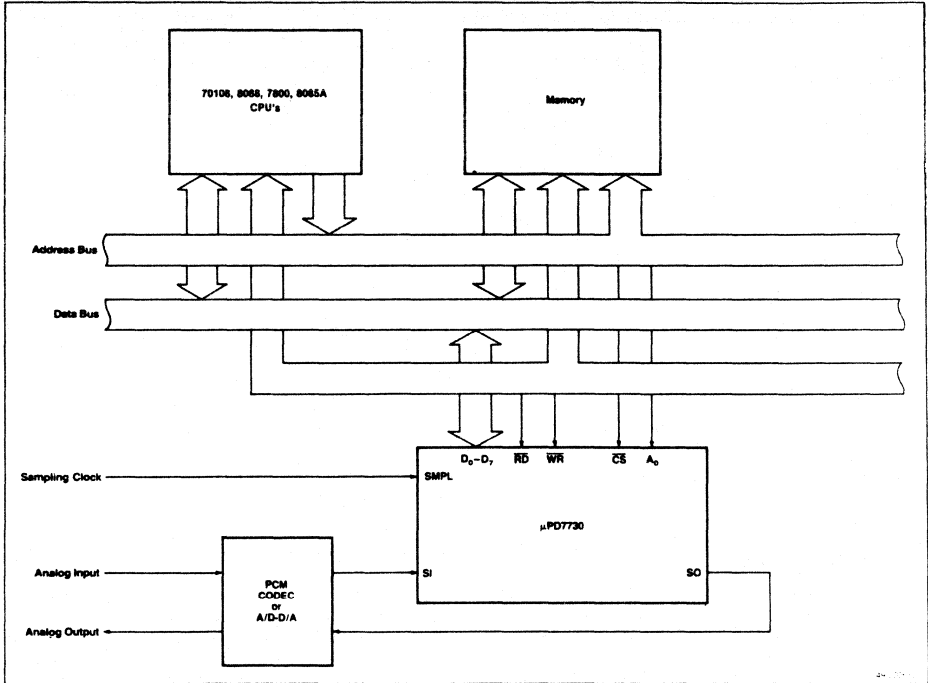 70108, 8088, 7800, 8085A
CPU's
Memory
Address Bus
Data Bus
D0–D7 RD WR CS A0
Sampling Clock
SMPL
μPD7730
Analog Input
PCM
CODEC
or
A/D-D/A
SI
SO
Analog Output